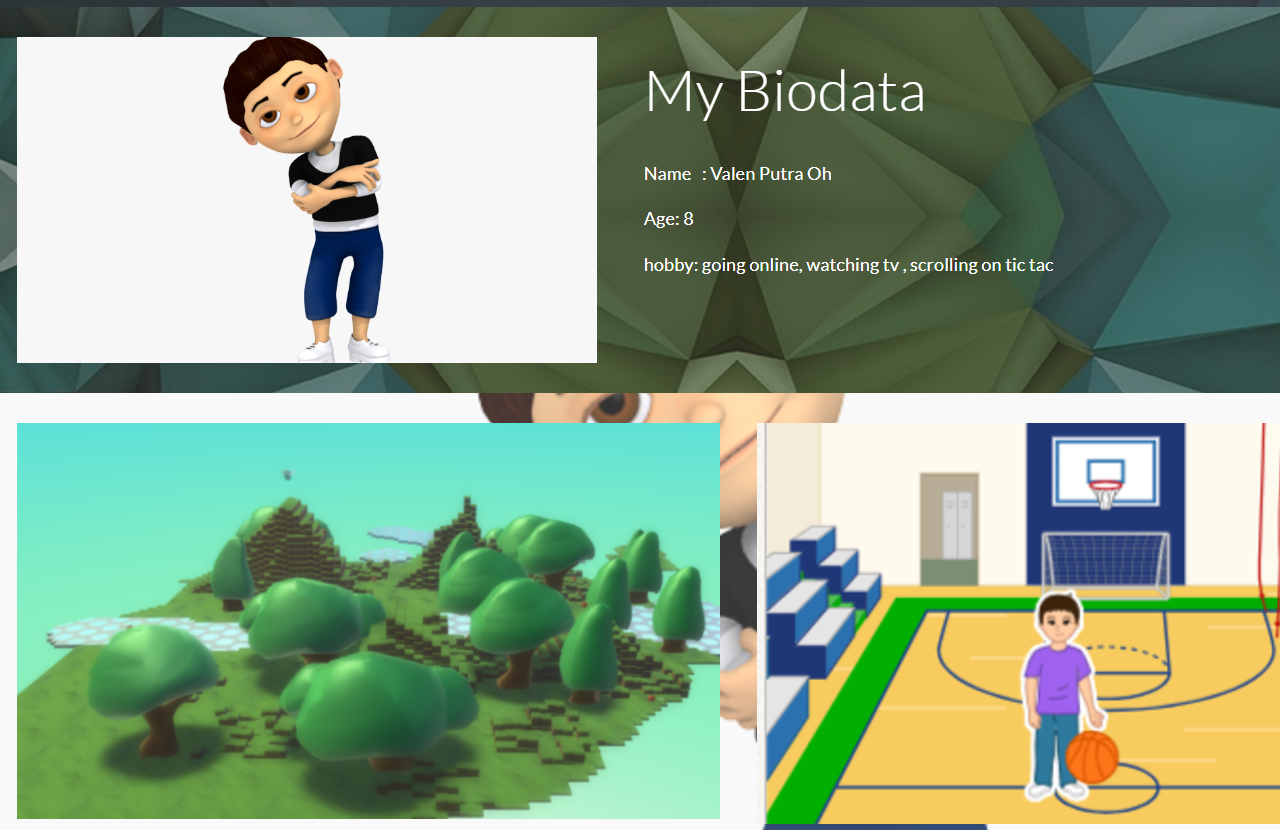 My Biodata
Name : Valen Putra Oh
Age: 8
hobby: going online, watching tv , scrolling on tic tac